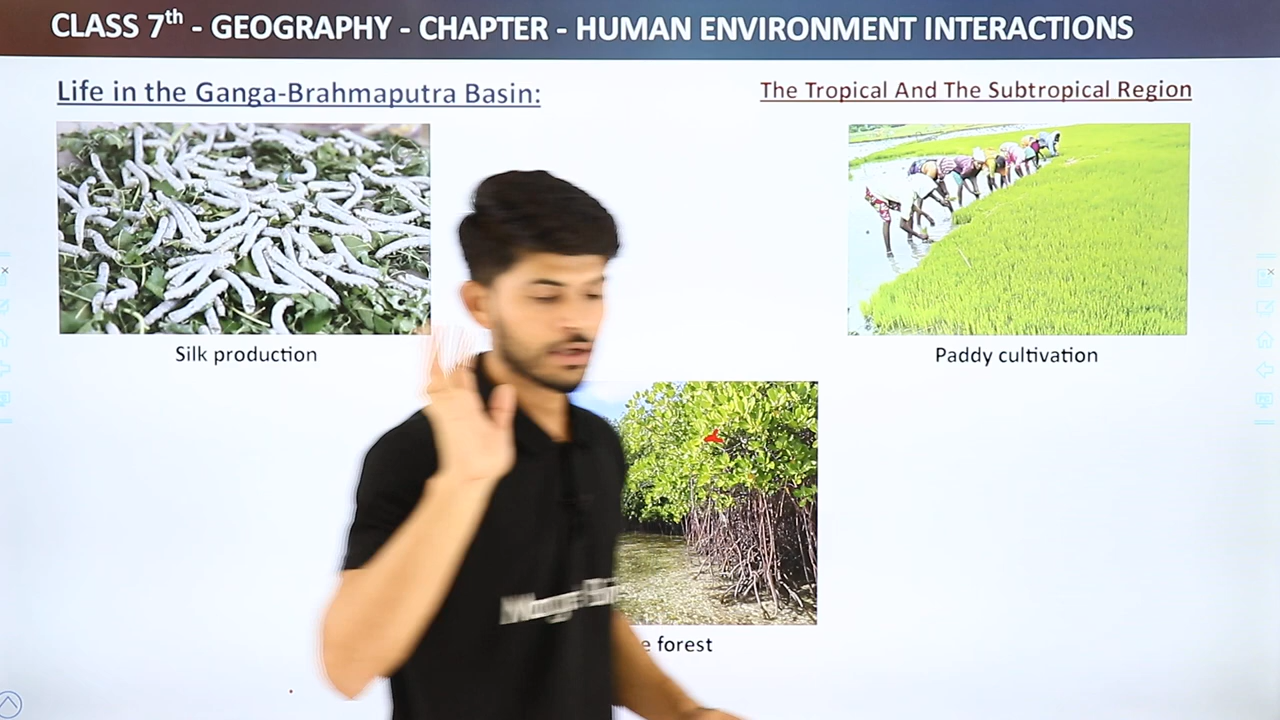 CLASS 7th - GEOGRAPHY - CHAPTER - HUMAN ENVIRONMENT INTERACTIONS
Life in the Ganga-Brahmaputra Basin:
The Tropical And The Subtropical Region
Silk production
Paddy cultivation
forest